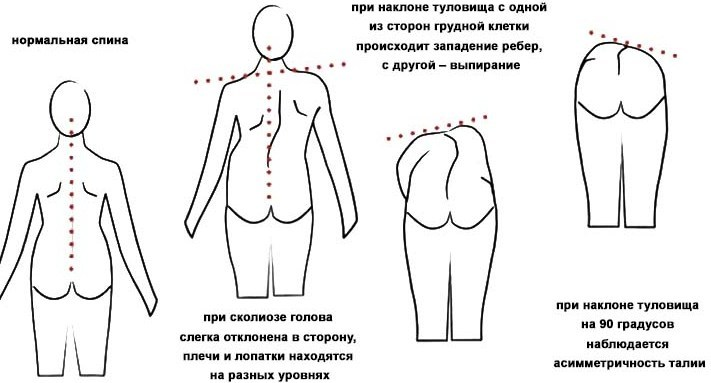 нормальная спина
при сколиозе голова
слегка отклонена в сторону,
плечи и лопатки находятся
на разных уровнях
при наклоне туловища с одной
из сторон грудной клетки
происходит западение ребер,
с другой – выпирание
при наклоне туловища
на 90 градусов
наблюдается
асимметричность талии